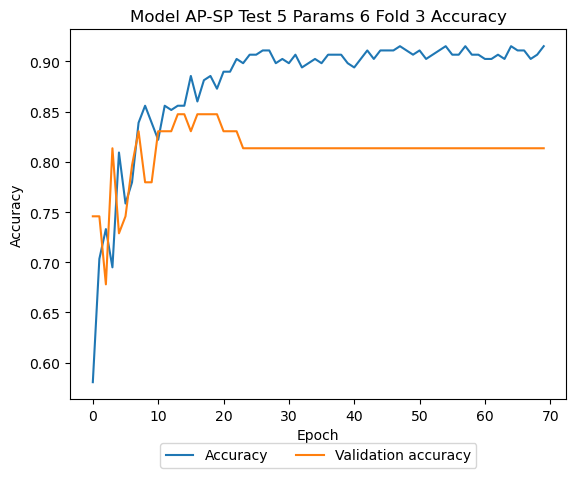 Model AP-SP Test 5 Params 6 Fold 3 Accuracy
Accuracy
0.90
0.85
0.80
0.75
0.70
0.65
0.60
0 10 20 30 40 50 60 70
Epoch
Accuracy Validation accuracy